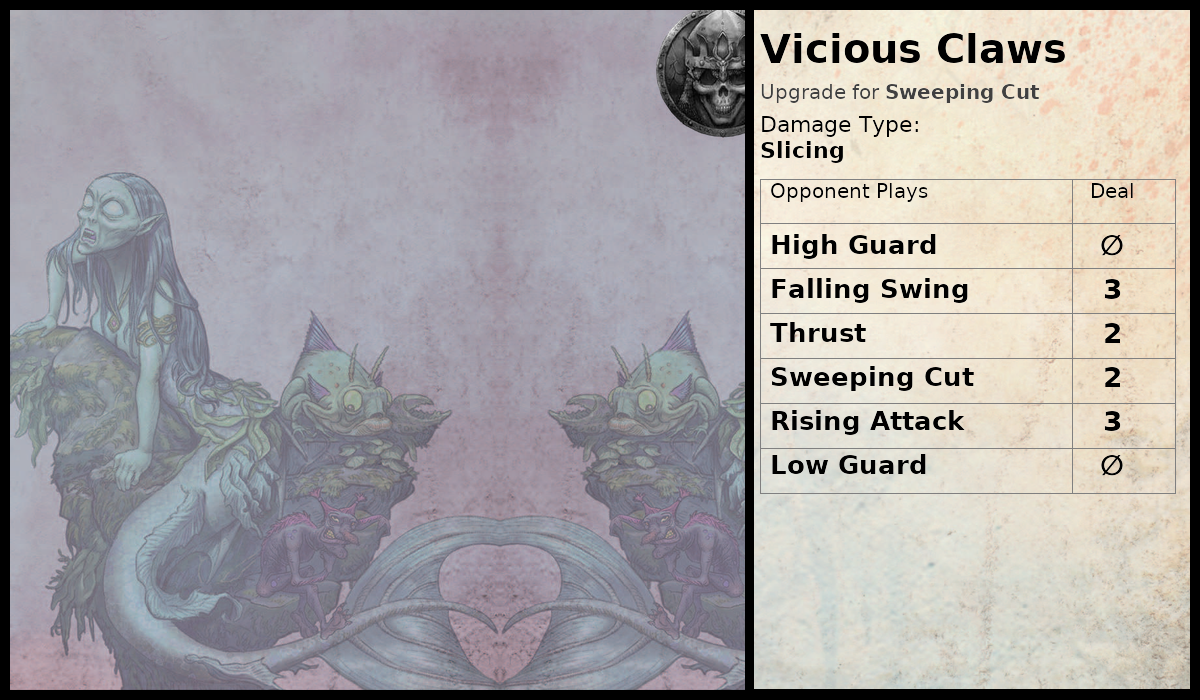 Vicious Claws
Upgrade for Sweeping Cut
Damage Type:
Slicing
Opponent Plays Deal
High Guard ∅
Falling Swing 3
Thrust 2
Sweeping Cut 2
Rising Attack 3
Low Guard ∅